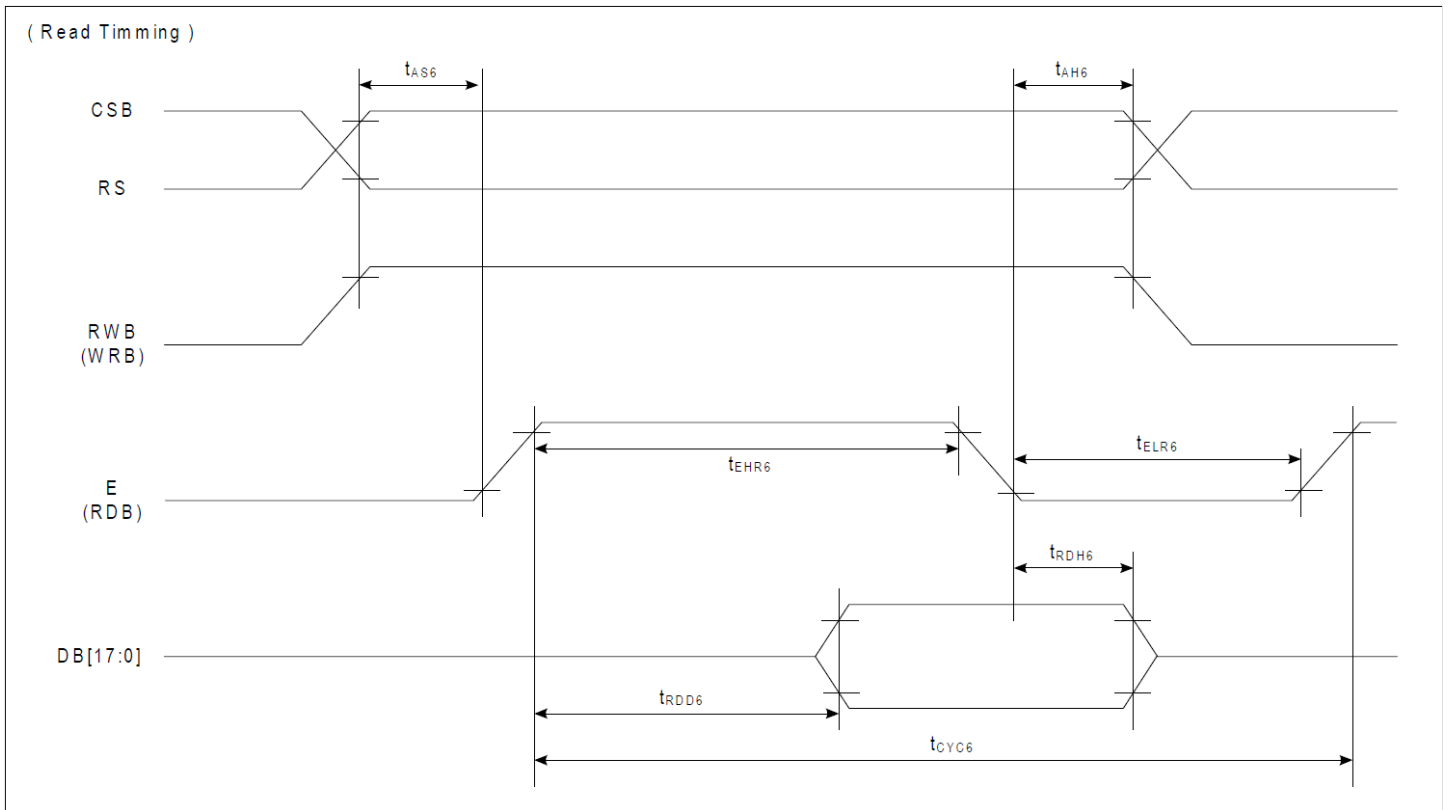 ( Read Timming )
tAS6
tAH6
CSB
RS
RWB
(WRB)
tEHR6
tELR6
E
(RDB)
tRDH6
DB[17:0]
tRDD6
tCYC6